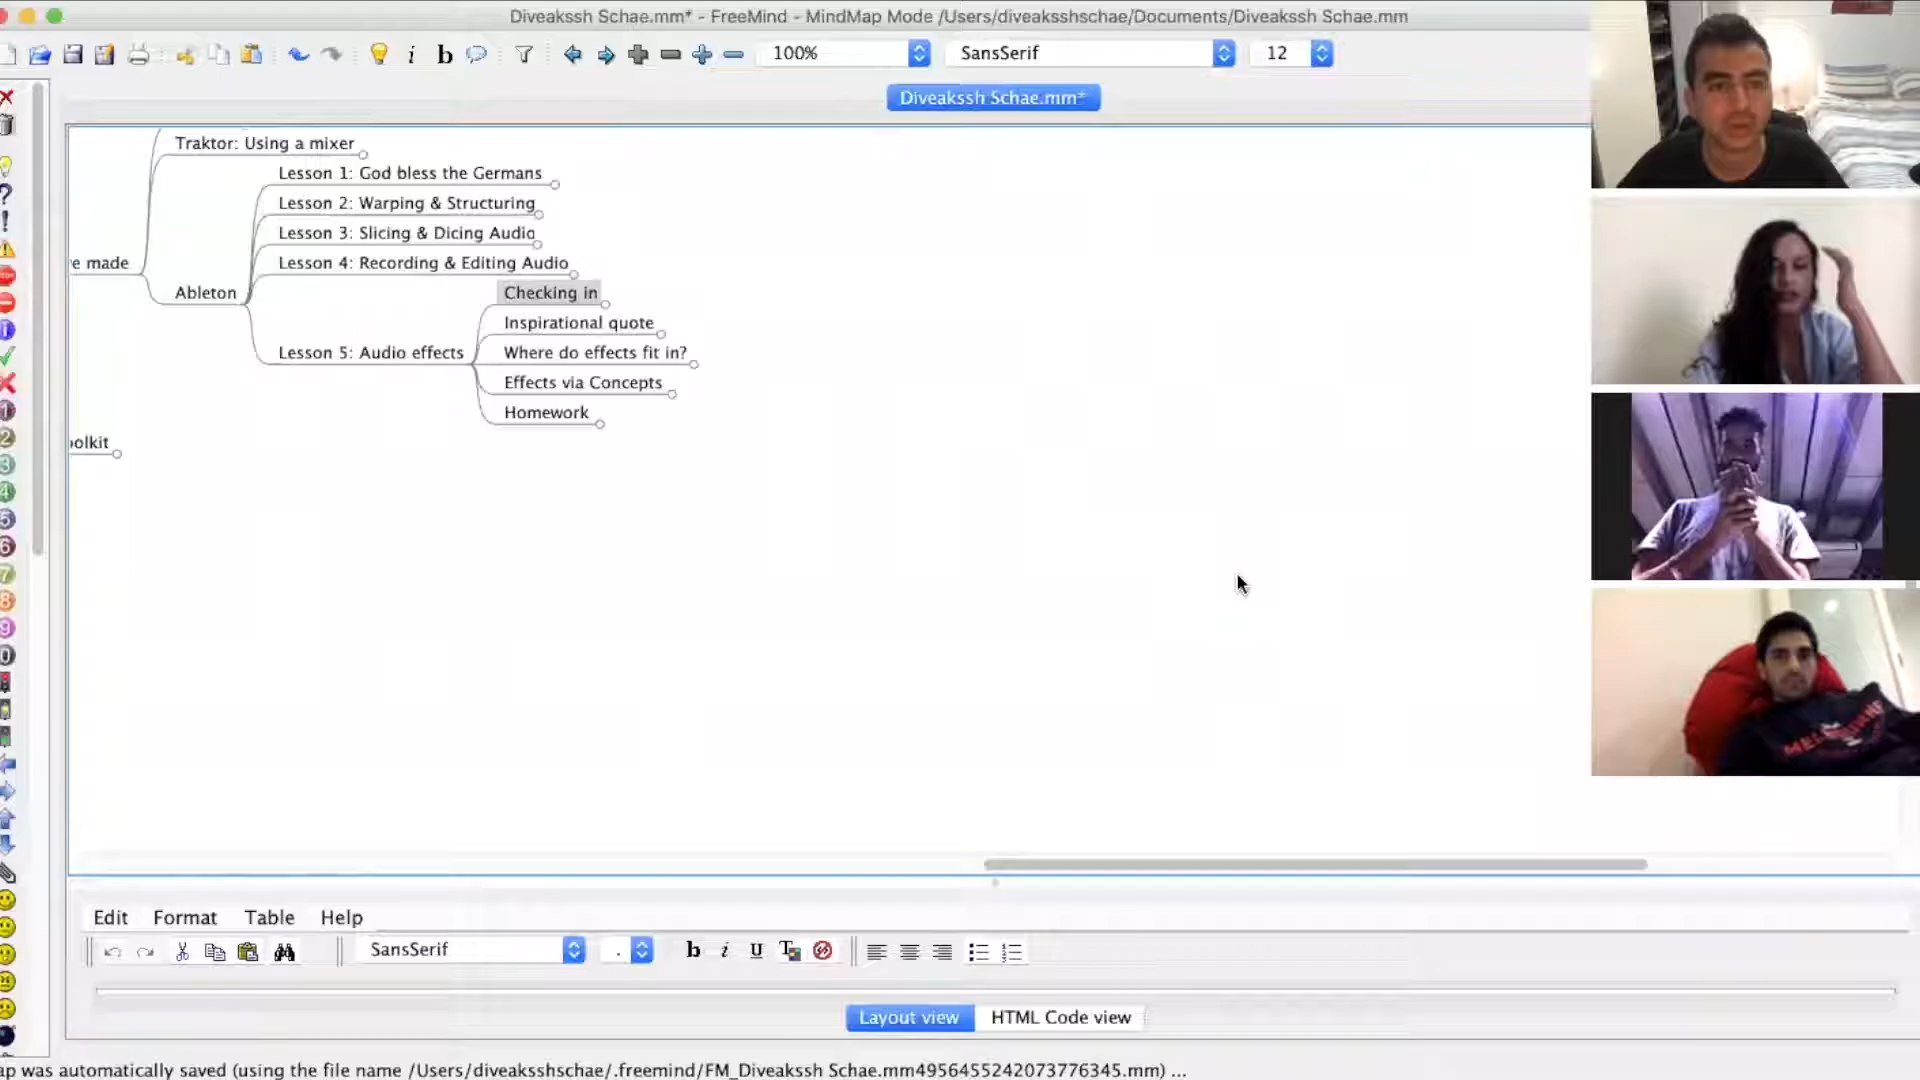 Diveakssh Schae.mm* - FreeMind - MindMap Mode /Users/diveaksshschae/Documents/Diveakssh Schae.mm
i b 100% SansSerif 12
Diveakssh Schae.mm*
Traktor: Using a mixer
Lesson 1: God bless the Germans
Lesson 2: Warping & Structuring
Lesson 3: Slicing & Dicing Audio
e made
Lesson 4: Recording & Editing Audio
Ableton
Checking in
Inspirational quote
Lesson 5: Audio effects
Where do effects fit in?
Effects via Concepts
Homework
olkit
Edit Format Table Help
SansSerif . b i U
Layout view HTML Code view
ap was automatically saved (using the file name /Users/diveaksshschae/.freemind/FM_Diveakssh Schae.mm4956455242073776345.mm) ...